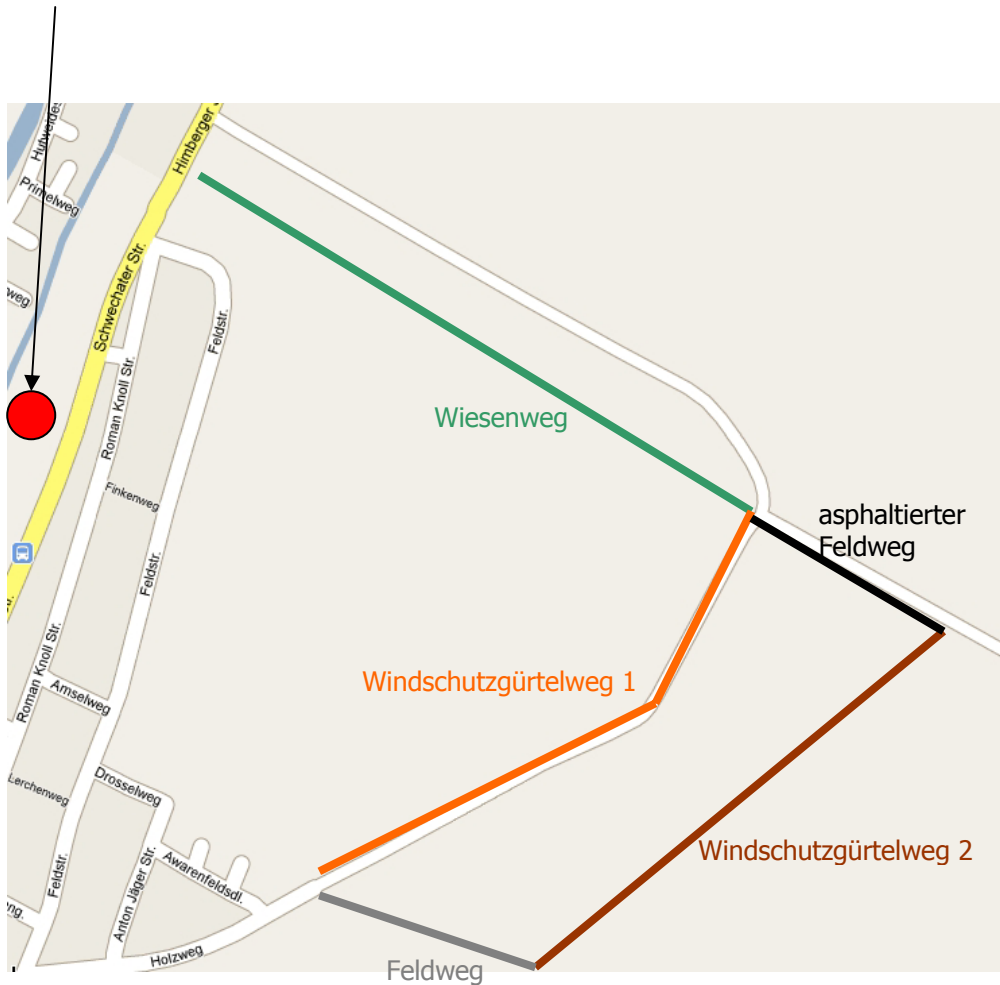 Hutweides
Himberger
Primelweg
weg
Schwechater Str.
Feldstr.
Roman Knoll Str.
Wiesenweg
Finkenweg
asphaltierter
Feldweg
Feldstr.
Roman Knoll Str.
Amselweg
Windschutzgürtelweg 1
Drosselweg
Lerchenweg
Windschutzgürtelweg 2
Awarenfeldsdl.
Anton Jäger Str.
Feldstr.
eng.
Holzweg
Feldweg